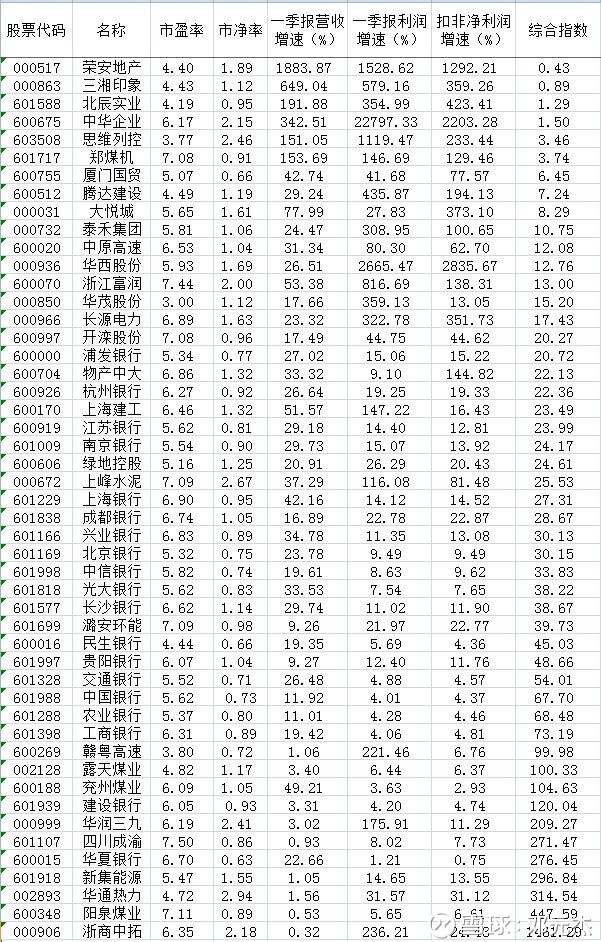 股票代码 名称 市盈率 市净率 一季报营收增速（%） 一季报利润增速（%） 扣非净利润增速（%） 综合指数
000517 荣安地产 4.40 1.89 1883.87 1528.62 1292.21 0.43
000863 三湘印象 4.43 1.12 649.04 579.16 359.26 0.89
601588 北辰实业 4.19 0.95 191.88 354.99 423.41 1.29
600675 中华企业 6.17 2.15 342.51 22797.33 2203.28 1.50
603508 思维列控 3.77 2.46 151.05 1119.47 233.44 3.46
601717 郑煤机 7.08 0.91 153.69 146.69 129.46 3.74
600755 厦门国贸 5.07 0.66 42.74 41.68 77.57 6.45
600512 腾达建设 4.49 1.19 29.24 435.87 194.13 7.24
000031 大悦城 5.65 1.61 77.99 27.83 373.10 8.29
000732 泰禾集团 5.81 1.06 24.47 308.95 100.65 10.75
600020 中原高速 6.53 1.04 31.34 80.30 62.70 12.08
000936 华西股份 5.93 1.69 26.51 2665.47 2835.67 12.76
600070 浙江富润 7.44 2.00 53.38 816.69 138.31 13.00
000850 华茂股份 3.00 1.12 17.66 359.13 13.05 15.20
000966 长源电力 6.89 1.63 23.32 322.78 351.73 17.43
600997 开滦股份 7.08 0.96 17.49 44.75 44.62 20.27
600000 浦发银行 5.34 0.77 27.02 15.06 15.22 20.72
600704 物产中大 6.86 1.32 33.32 9.10 144.82 22.13
600926 杭州银行 6.27 0.92 26.64 19.25 19.33 22.36
600170 上海建工 6.46 1.32 51.57 147.22 16.43 23.49
600919 江苏银行 5.62 0.81 29.18 14.40 12.81 23.99
601009 南京银行 5.54 0.90 29.73 15.07 13.92 24.17
600606 绿地控股 5.16 1.25 20.91 26.29 20.43 24.61
000672 上峰水泥 7.09 2.67 37.29 116.08 81.48 25.53
601229 上海银行 6.90 0.95 42.16 14.12 14.52 27.31
601838 成都银行 6.74 1.05 16.89 22.78 22.87 28.67
601166 兴业银行 6.83 0.89 34.78 11.35 13.08 30.13
601169 北京银行 5.32 0.75 23.78 9.49 9.49 30.15
601998 中信银行 5.82 0.74 19.61 8.63 9.62 33.83
601818 光大银行 5.62 0.83 33.53 7.54 7.65 38.22
601577 长沙银行 6.62 1.14 29.74 11.02 11.90 38.67
601699 潞安环能 7.09 0.98 9.26 21.97 22.77 39.73
600016 民生银行 4.44 0.66 19.35 5.69 4.36 45.03
601997 贵阳银行 6.07 1.04 9.27 12.40 11.76 48.66
601328 交通银行 5.52 0.71 26.48 4.88 4.57 54.01
601988 中国银行 5.62 0.73 11.92 4.01 4.37 67.70
601288 农业银行 5.37 0.80 11.01 4.28 4.46 68.48
601398 工商银行 6.31 0.89 19.42 4.06 4.81 73.19
600269 赣粤高速 3.80 0.72 1.06 221.46 6.76 99.98
002128 露天煤业 4.82 1.17 3.40 6.44 6.37 100.33
600188 兖州煤业 6.09 1.05 49.21 3.63 2.93 104.63
601939 建设银行 6.05 0.93 3.31 4.20 4.74 120.04
000999 华润三九 6.19 2.41 3.02 175.91 11.29 209.27
601107 四川成渝 7.50 0.86 0.93 8.02 7.73 271.47
600015 华夏银行 6.70 0.63 22.66 1.21 0.75 276.45
601918 新集能源 5.47 1.55 1.05 14.65 13.55 296.84
002893 华通热力 4.72 2.94 1.56 31.57 31.12 314.54
600348 阳泉煤业 7.11 0.89 0.53 5.65 6.61 447.59
000906 浙商中拓 6.35 2.18 0.32 236.21 24.18 1462.29
雪球：邓元杰